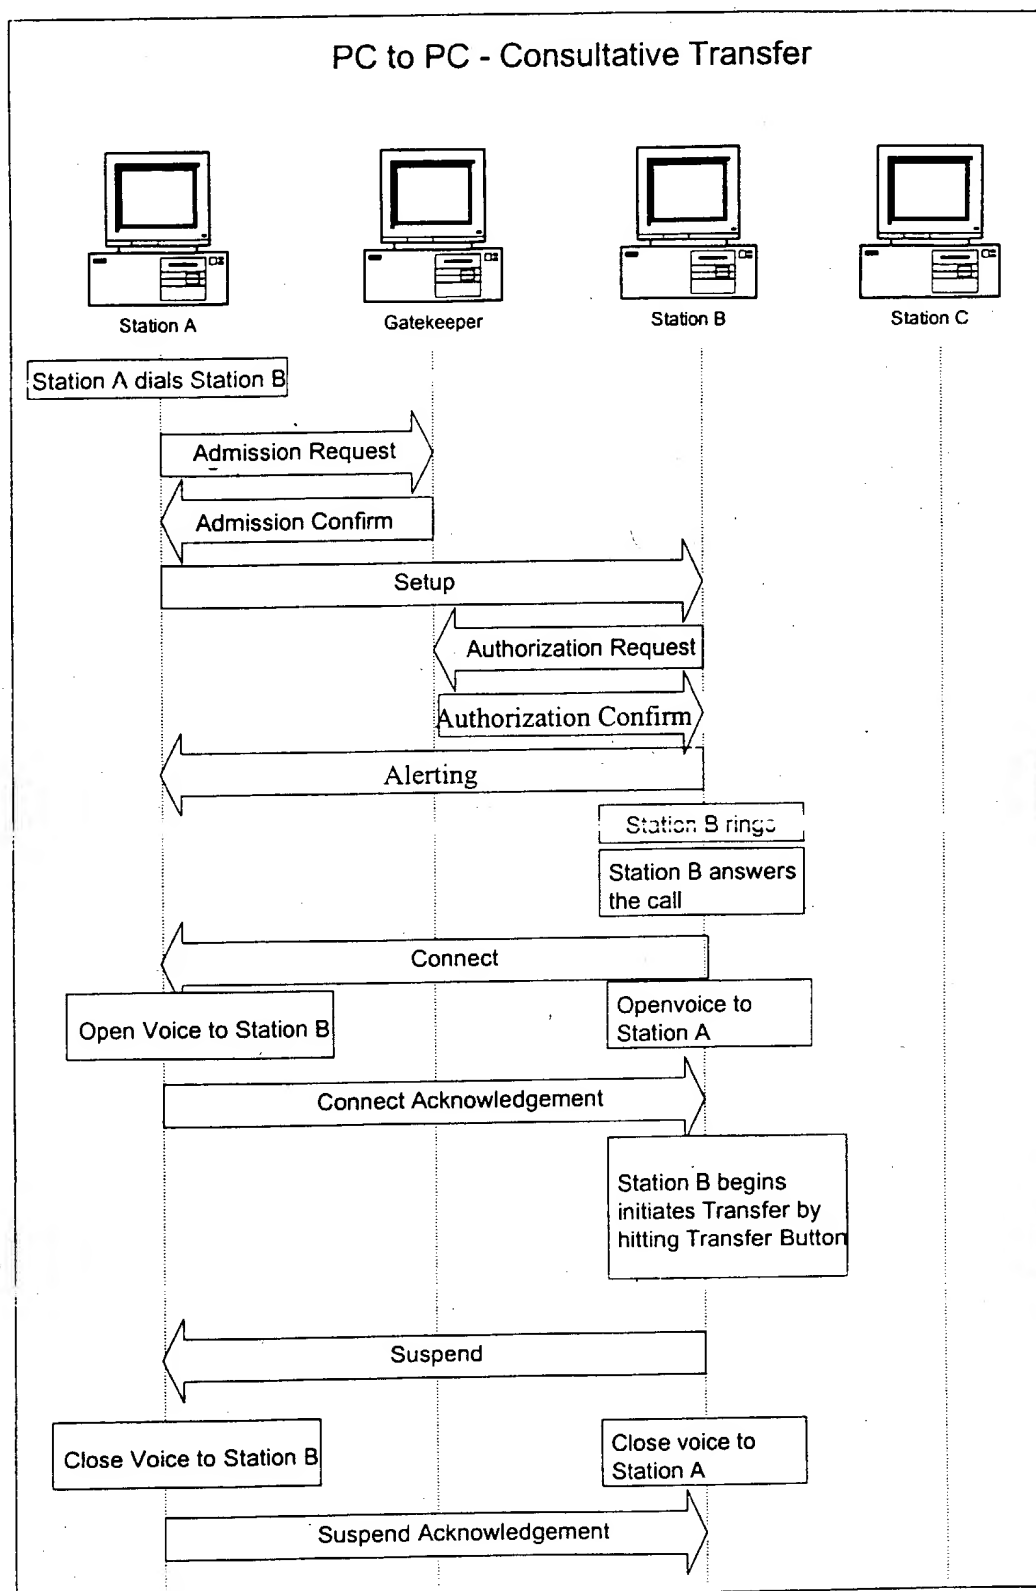 PC to PC - Consultative Transfer
Station A
Gatekeeper
Station B
Station C
Station A dials Station B
Admission Request
Admission Confirm
Setup
Authorization Request
Authorization Confirm
Alerting
Station B rings
Station B answers
the call
Connect
Open Voice to Station B
Openvoice to
Station A
Connect Acknowledgement
Station B begins
initiates Transfer by
hitting Transfer Button
Suspend
Close Voice to Station B
Close voice to
Station A
Suspend Acknowledgement